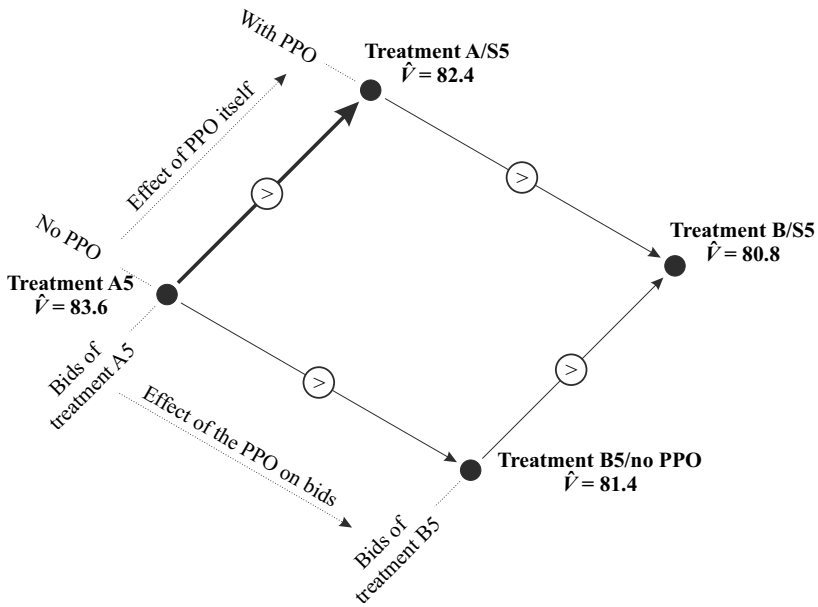 With PPO
Treatment A/S5
V̂ = 82.4
Effect of PPO itself
>
>
No PPO
Treatment B/S5
V̂ = 80.8
Treatment A5
V̂ = 83.6
>
>
Bids of
treatment A5
Effect of the PPO on bids
Treatment B5/no PPO
V̂ = 81.4
Bids of
treatment B5